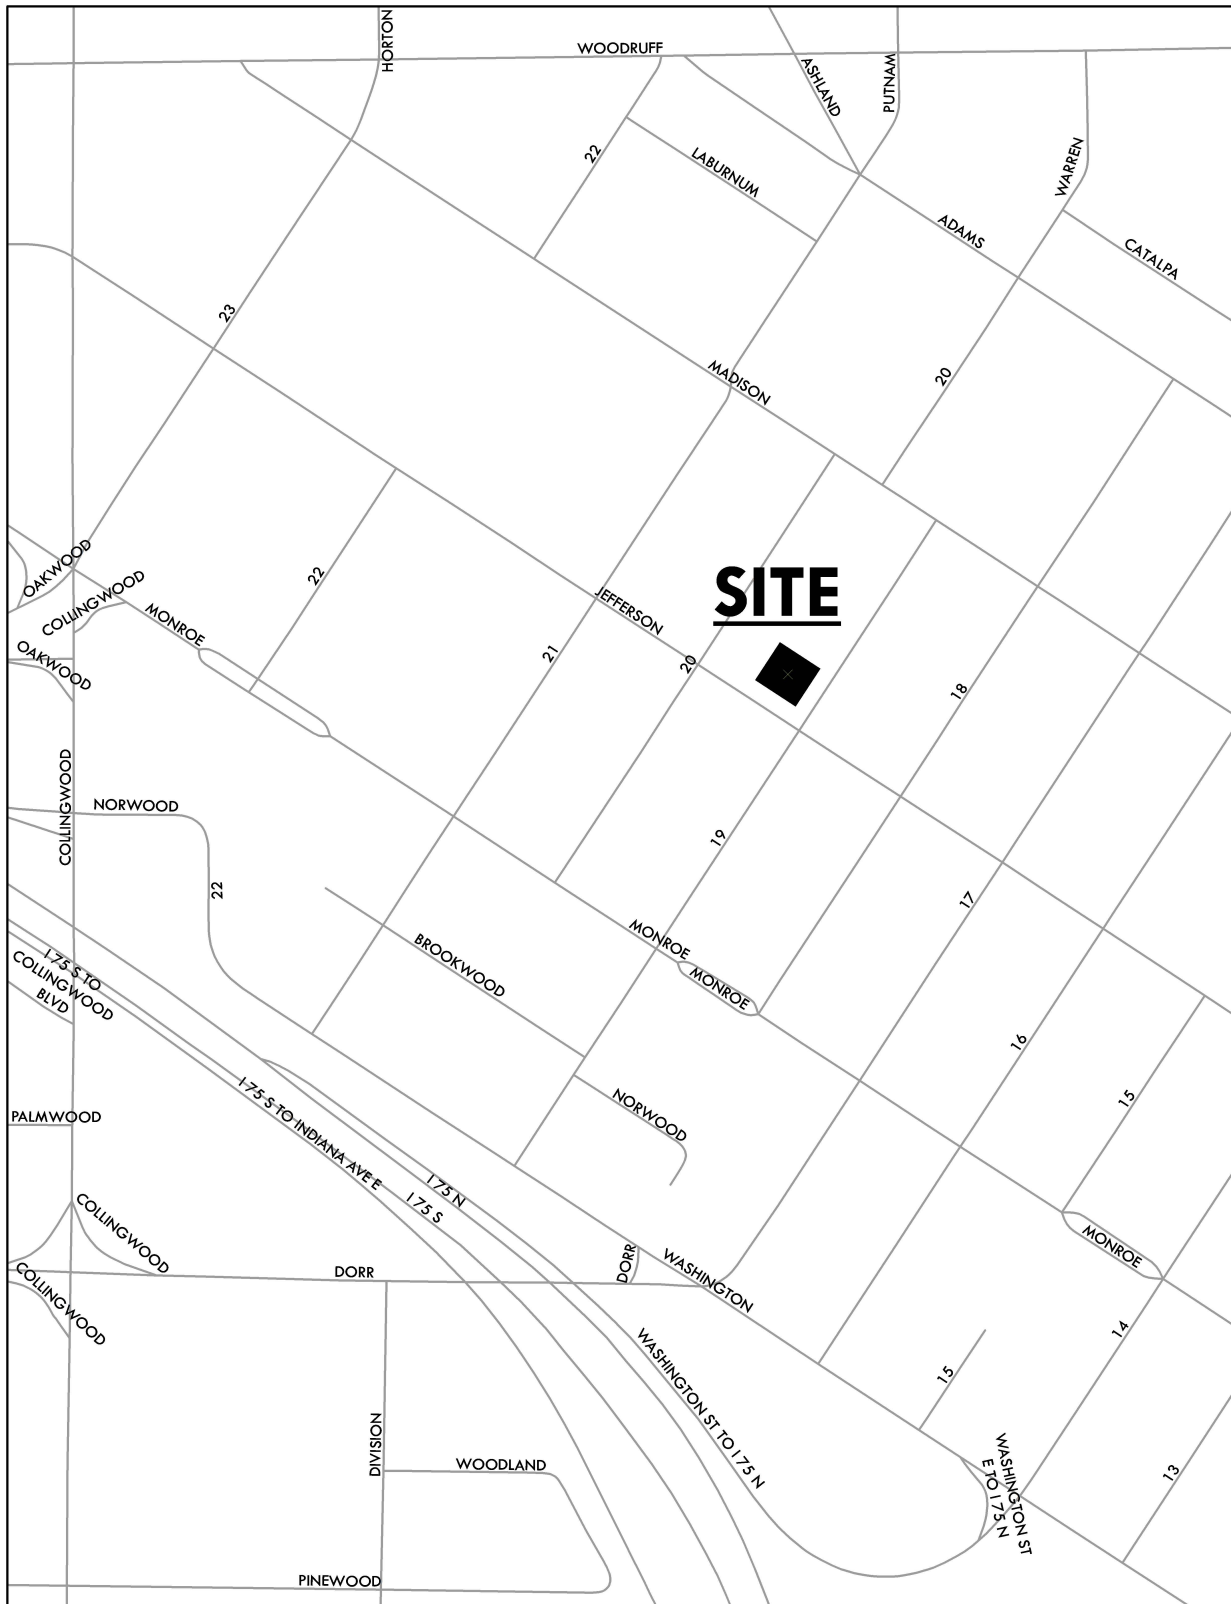 HORTON
WOODRUFF
ASHLAND
PUTNAM
22
LABURNUM
WARREN
ADAMS
CATALPA
23
MADISON
20
OAKWOOD
COLLINGWOOD
MONROE
22
JEFFERSON
SITE
OAKWOOD
21
20
18
COLLINGWOOD
NORWOOD
19
22
17
BROOKWOOD
MONROE
MONROE
I 75 S TO
COLLINGWOOD
BLVD
16
15
PALMWOOD
I 75 S TO INDIANA AVE E
NORWOOD
I 75 N
I 75 S
COLLINGWOOD
MONROE
DORR
DORR
WASHINGTON
COLLINGWOOD
14
WASHINGTON ST TO I 75 N
15
DIVISION
WOODLAND
WASHINGTON ST
E TO I 75 N
13
PINEWOOD